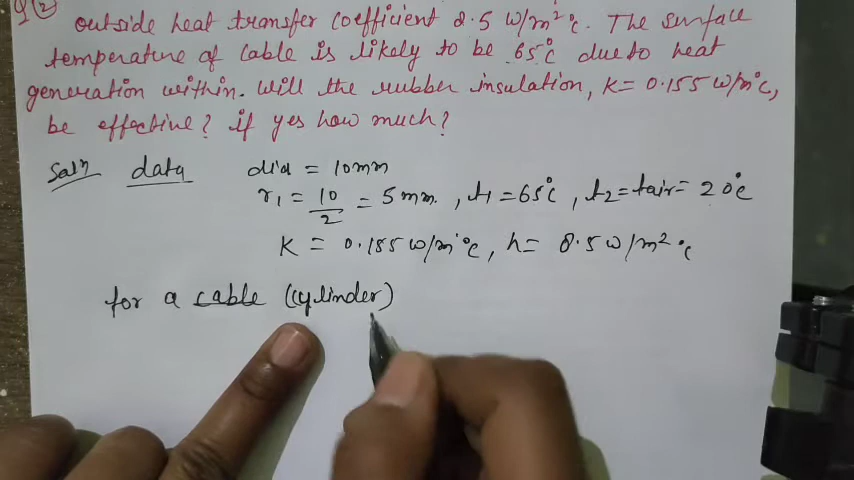 Q②
outside heat transfer coefficient 8.5 W/m²°c. The surface
temperature of Cable is likely to be 65°c due to heat
generation within. Will the rubber insulation, K = 0.155 W/m°C,
be effective? if yes how much?
Soln data dia = 10mm
r₁ = 10/2 = 5mm, t₁ = 65°c, t₂ = tair = 20°c
K = 0.155 W/m°c, h = 8.5 W/m²°c
for a cable (cylinder)